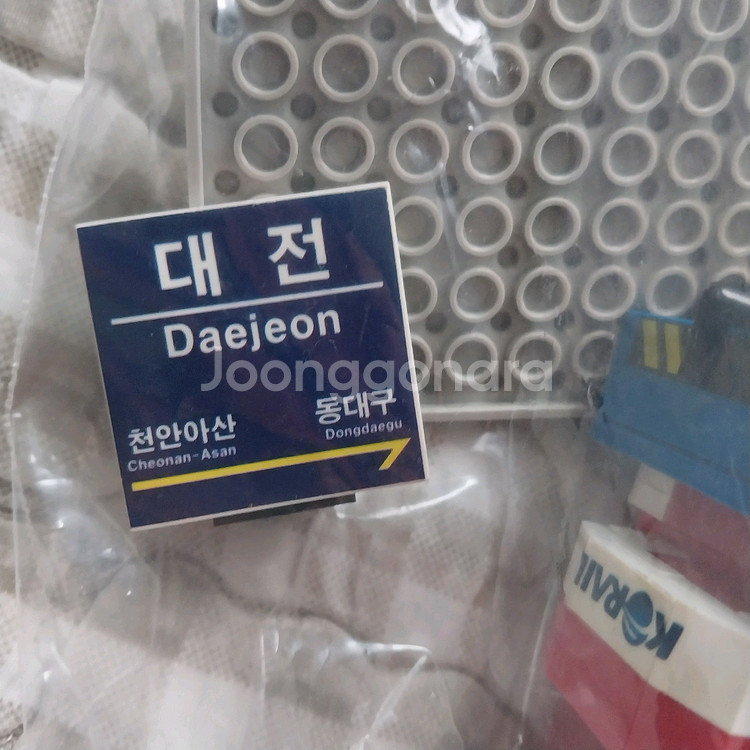 대 전
Daejeon
천안아산
Cheonan-Asan
동대구
Dongdaegu
Joonggonara
KORAIL